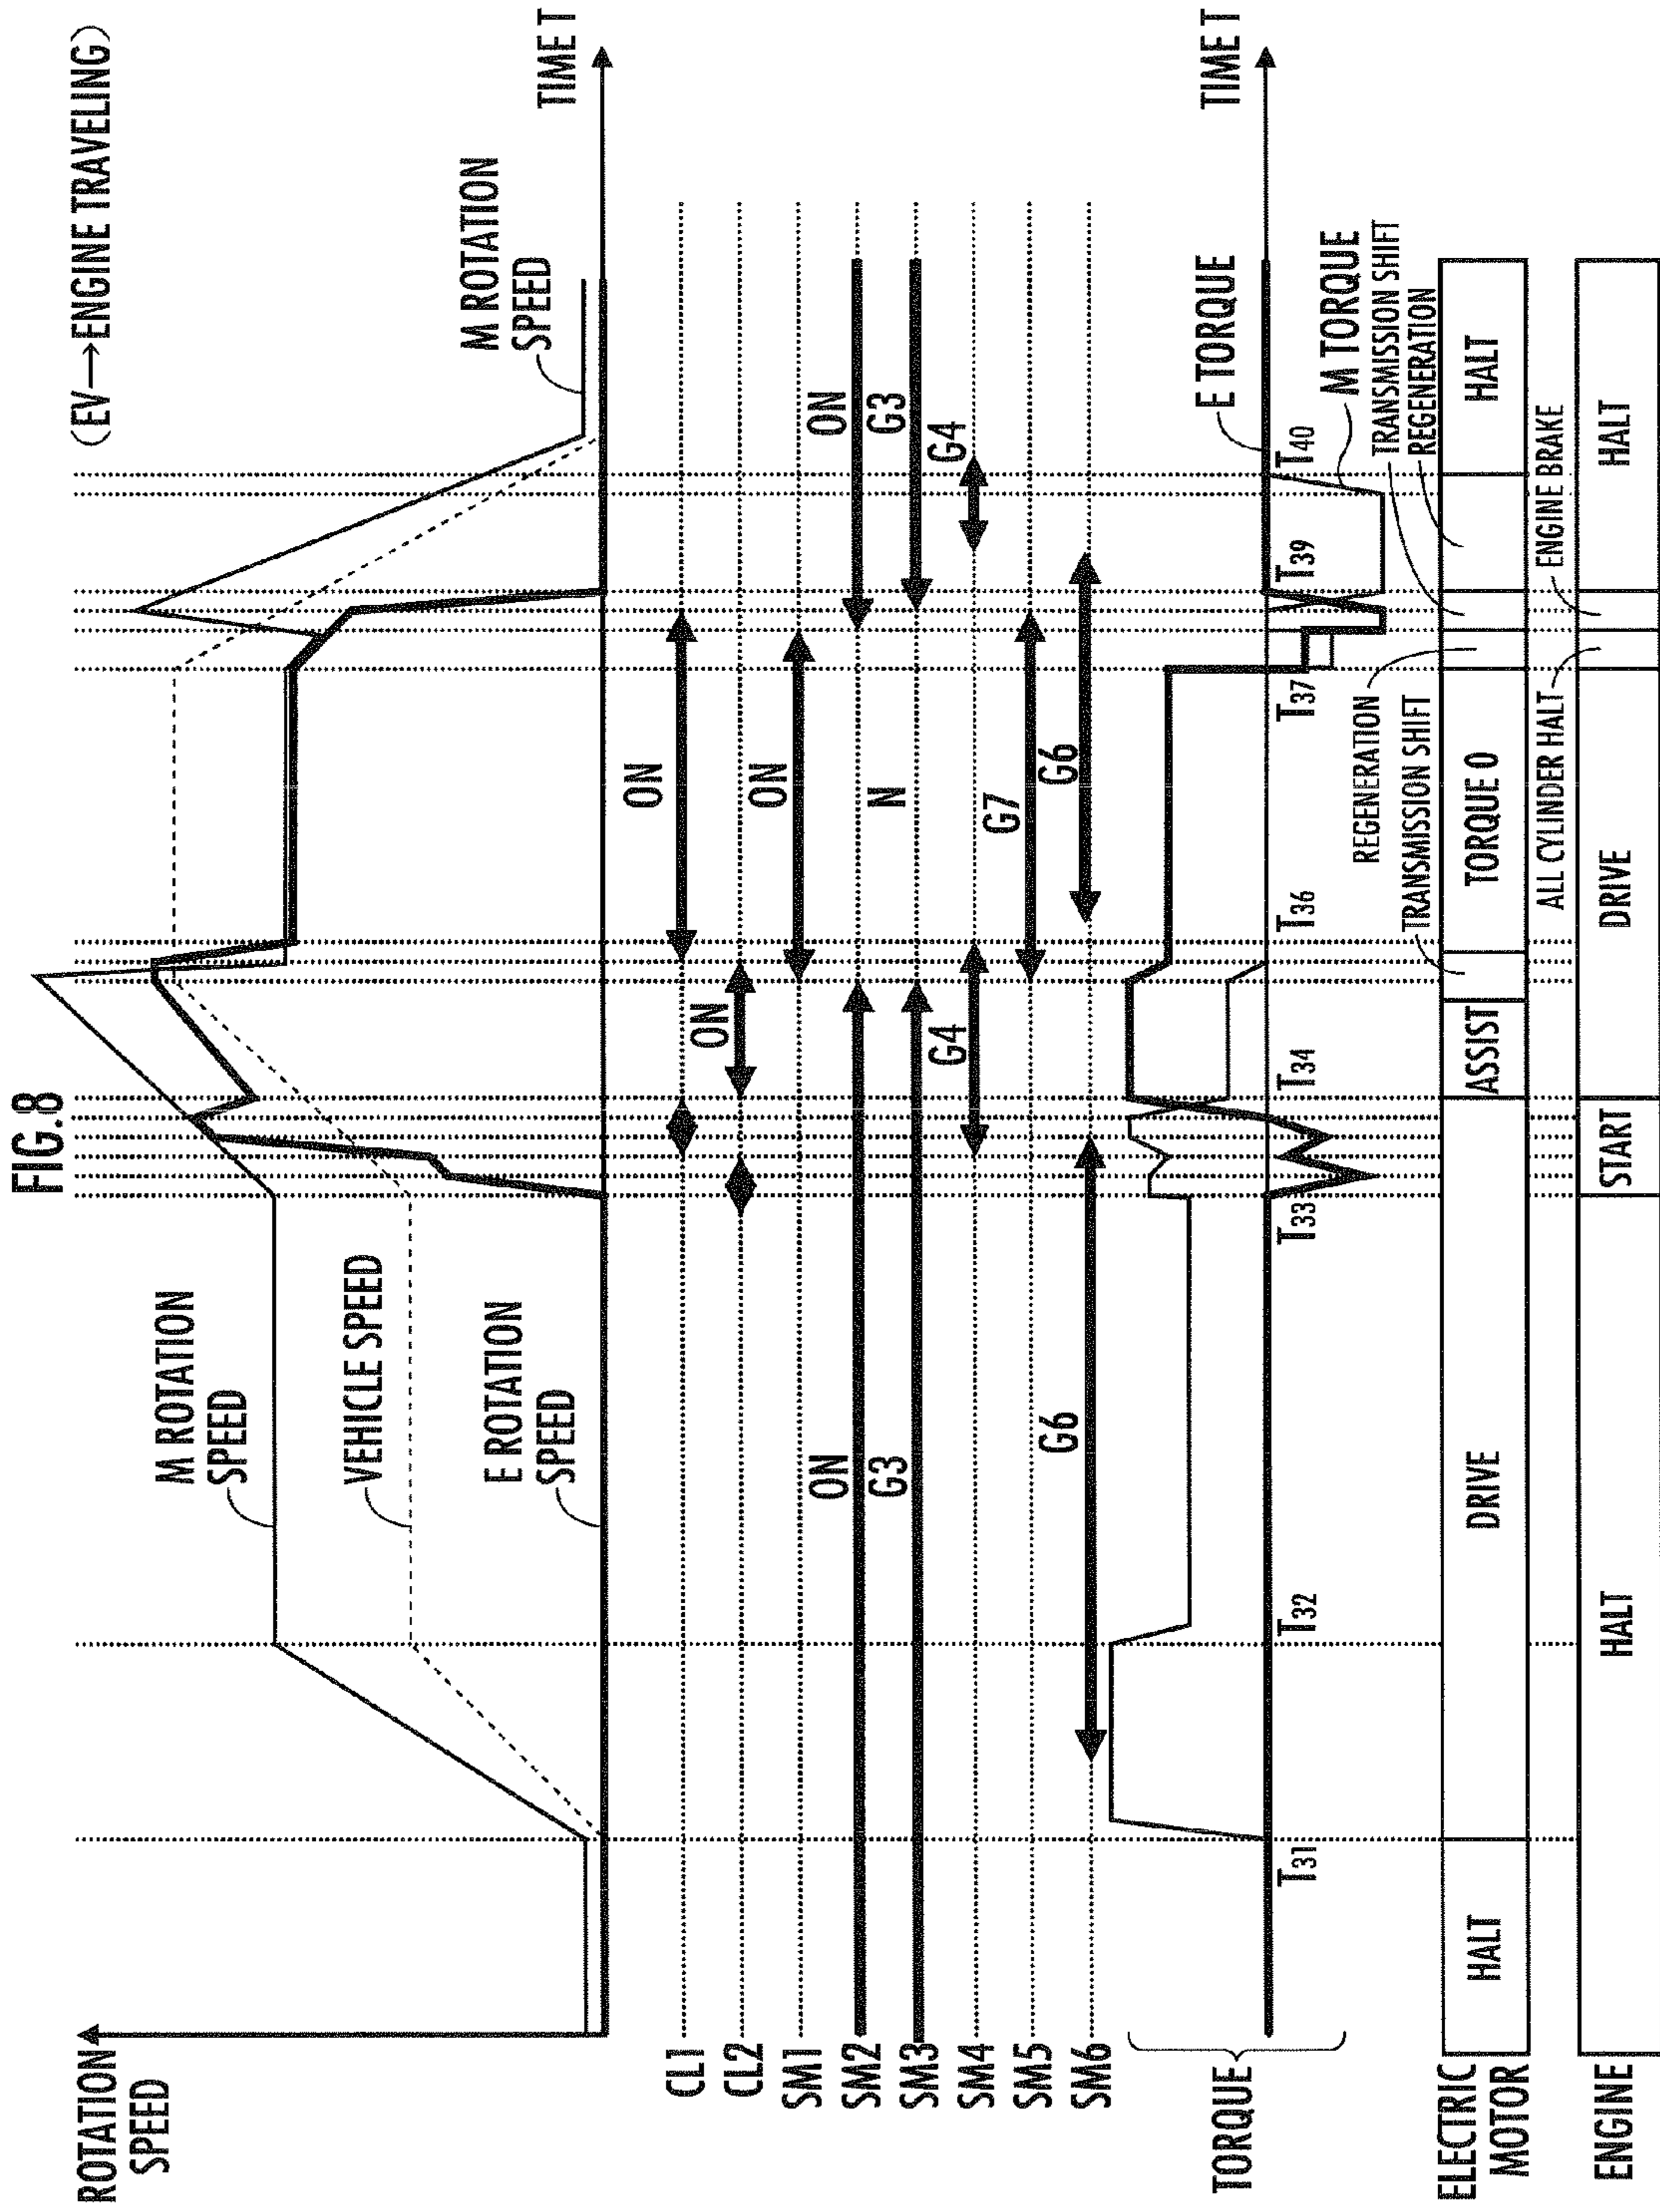 FIG.8
(EV→ENGINE TRAVELING)
ROTATION
SPEED
M ROTATION
SPEED
VEHICLE SPEED
E ROTATION
SPEED
M ROTATION
SPEED
TIME T
CL1
ON
CL2
ON
SM1
ON
SM2
ON
N
ON
SM3
G3
G3
SM4
G4
G4
SM5
G7
SM6
G6
G6
TORQUE
E TORQUE
TIME T
T31
T32
T33
T34
T36
T37
T39
T40
M TORQUE
REGENERATION
TRANSMISSION SHIFT
TRANSMISSION SHIFT
REGENERATION
ELECTRIC
MOTOR
HALT
DRIVE
ASSIST
TORQUE 0
HALT
ALL CYLINDER HALT
ENGINE BRAKE
ENGINE
HALT
START
DRIVE
HALT